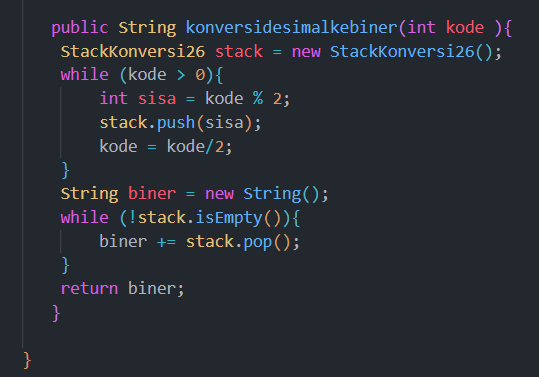 public String konversidesimalkebiner(int kode ){
StackKonversi26 stack = new StackKonversi26();
while (kode > 0){
int sisa = kode % 2;
stack.push(sisa);
kode = kode/2;
}
String biner = new String();
while (!stack.isEmpty()){
biner += stack.pop();
}
return biner;
}
}